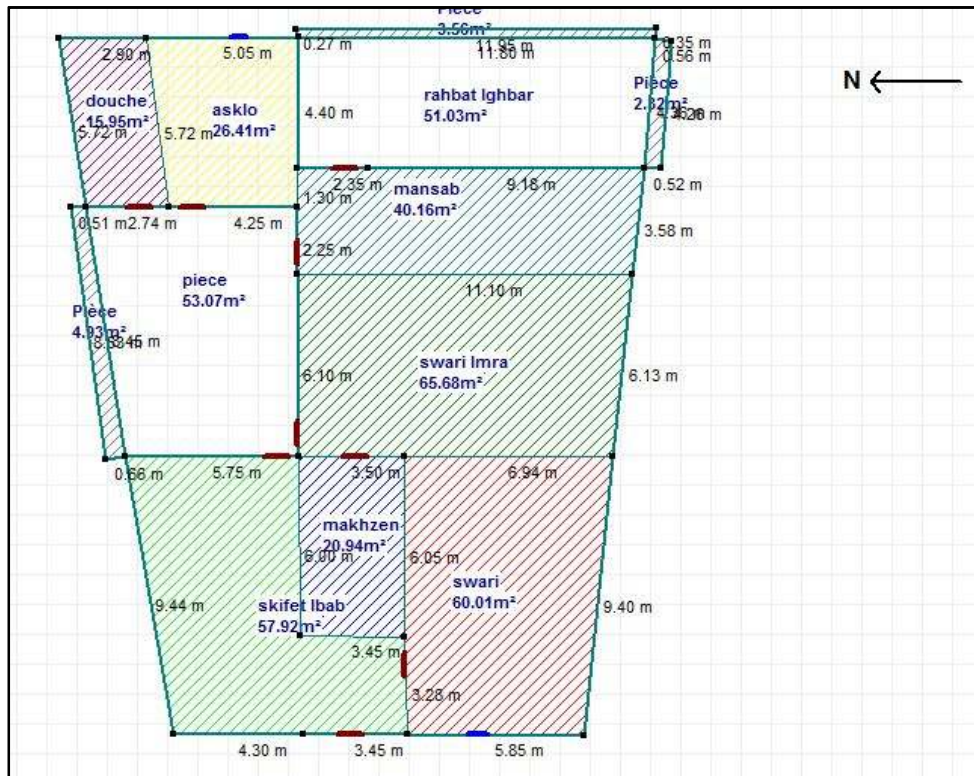 Pièce
3.56m²
0.27 m
11.95 m
11.80 m
0.35 m
0.56 m
2.90 m
5.05 m
Pièce
2.82m²
N
douche
15.95m²
asklo
26.41m²
4.40 m
rahbat lghbar
51.03m²
5.72 m
5.72 m
2.35 m
mansab
40.16m²
9.18 m
0.52 m
1.30 m
0.51 m
2.74 m
4.25 m
2.25 m
3.58 m
piece
53.07m²
11.10 m
Pièce
4.93m²
swari lmra
65.68m²
6.10 m
6.13 m
0.66 m
5.75 m
3.50 m
6.94 m
makhzen
20.94m²
6.00 m
6.05 m
swari
60.01m²
9.44 m
skifet lbab
57.92m²
9.40 m
3.45 m
3.28 m
4.30 m
3.45 m
5.85 m